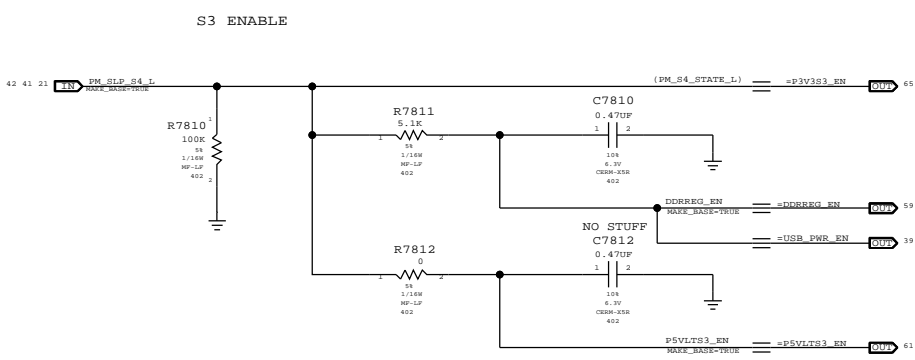 S3 ENABLE
42 41 21 IN PM_SLP_S4_L
MAKE_BASE=TRUE
(PM_S4_STATE_L) =P3V3S3_EN OUT 65
R7810
100K
5%
1/16W
MF-LF
402
1
2
R7811
5.1K
1 2
5%
1/16W
MF-LF
402
C7810
0.47UF
1 2
10%
6.3V
CERM-X5R
402
DDRREG_EN =DDRREG_EN OUT 59
MAKE_BASE=TRUE
=USB_PWR_EN OUT 39
NO STUFF
C7812
0.47UF
1 2
10%
6.3V
CERM-X5R
402
R7812
0
1 2
5%
1/16W
MF-LF
402
P5VLTS3_EN =P5VLTS3_EN OUT 61
MAKE_BASE=TRUE